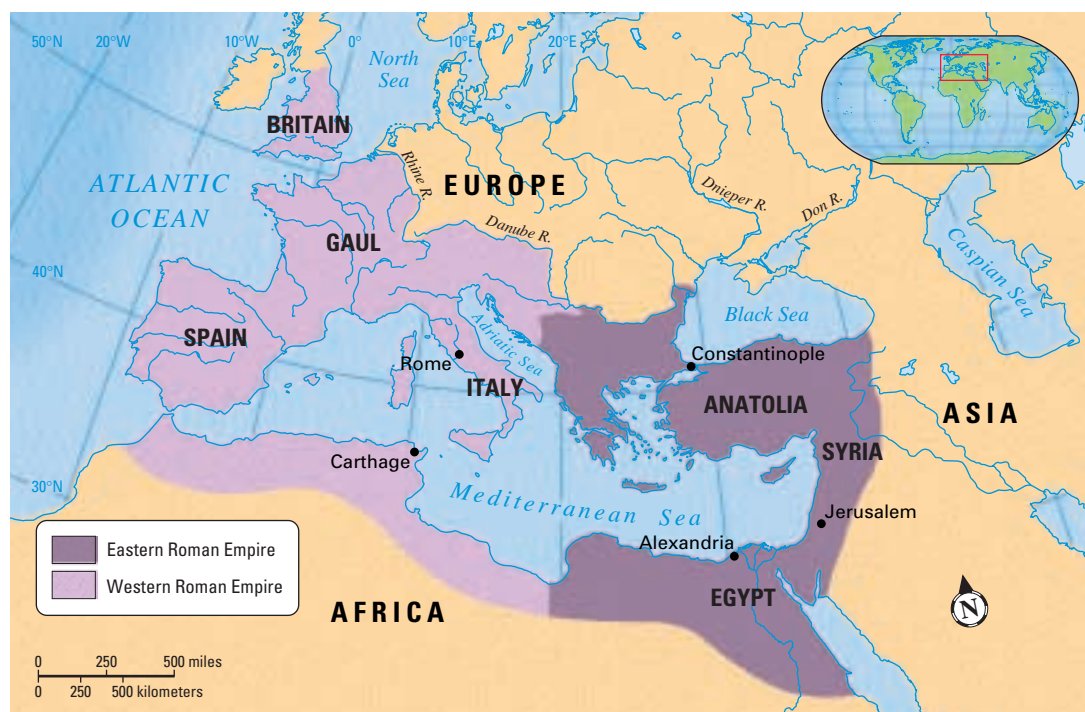 50°N
20°W
10°W
0°
10°E
20°E
North
Sea
BRITAIN
ATLANTIC
OCEAN
Rhine R.
EUROPE
Dnieper R.
Don R.
Danube R.
GAUL
Caspian Sea
40°N
Black Sea
SPAIN
Adriatic Sea
Rome
Constantinople
ITALY
ANATOLIA
ASIA
SYRIA
Carthage
30°N
Mediterranean Sea
Jerusalem
Alexandria
Eastern Roman Empire
Western Roman Empire
EGYPT
AFRICA
N
0 250 500 miles
0 250 500 kilometers